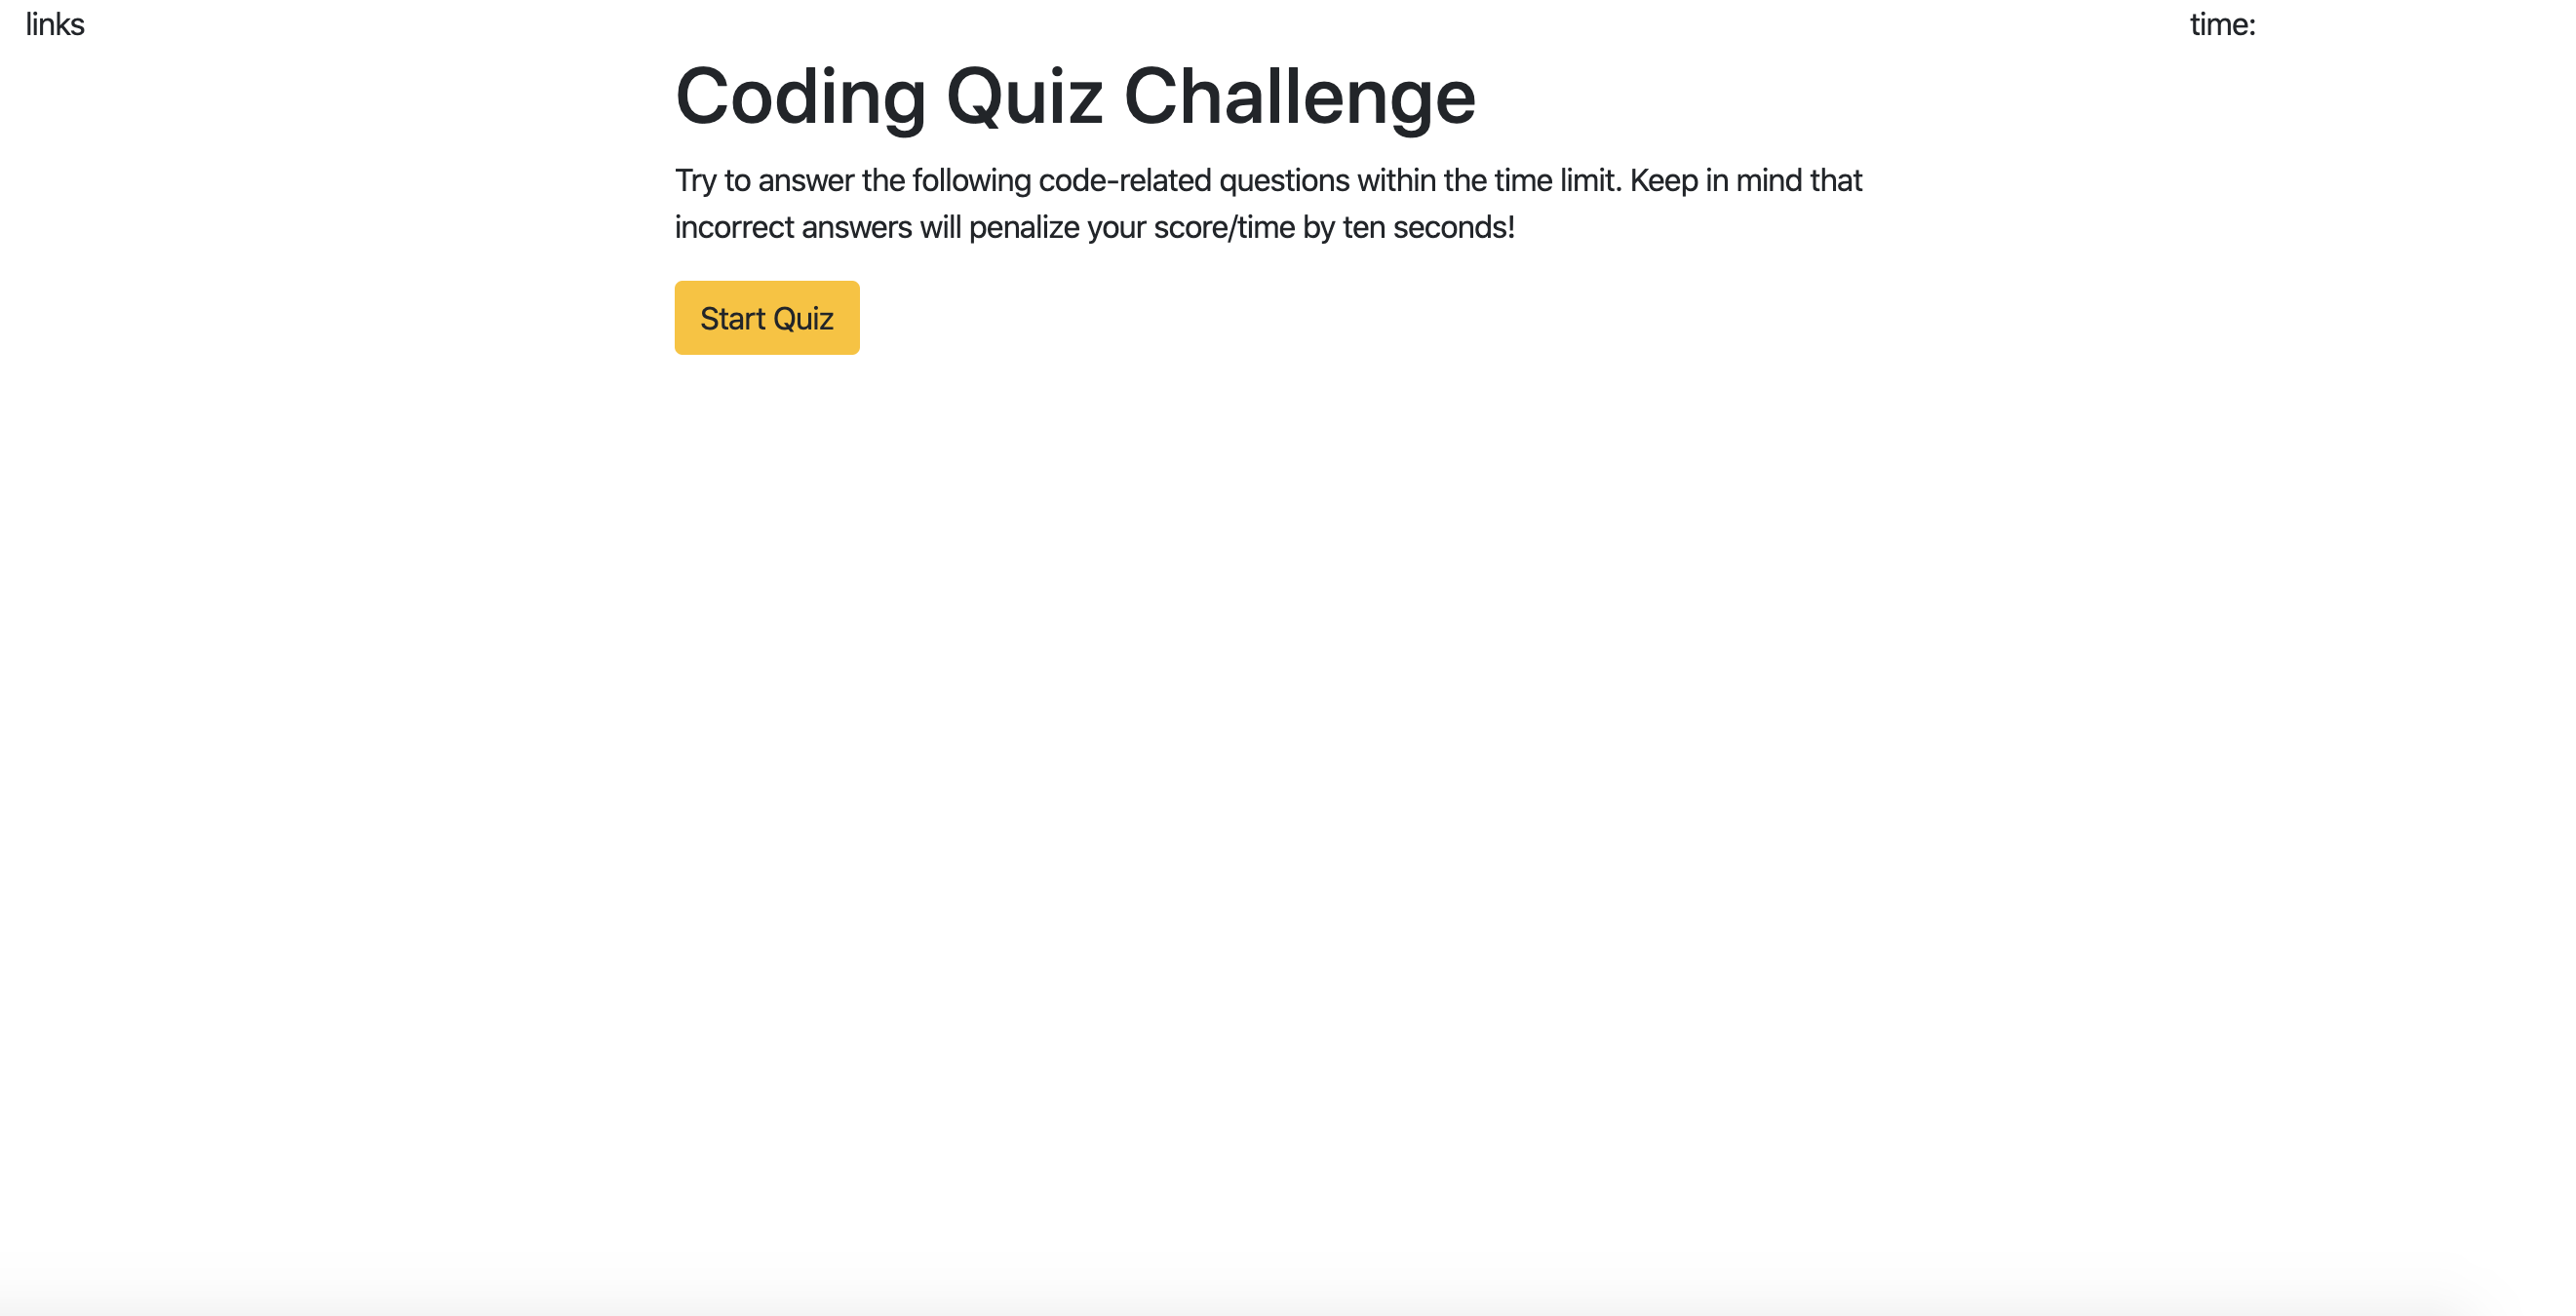 links
time:
Coding Quiz Challenge
Try to answer the following code-related questions within the time limit. Keep in mind that
incorrect answers will penalize your score/time by ten seconds!
Start Quiz